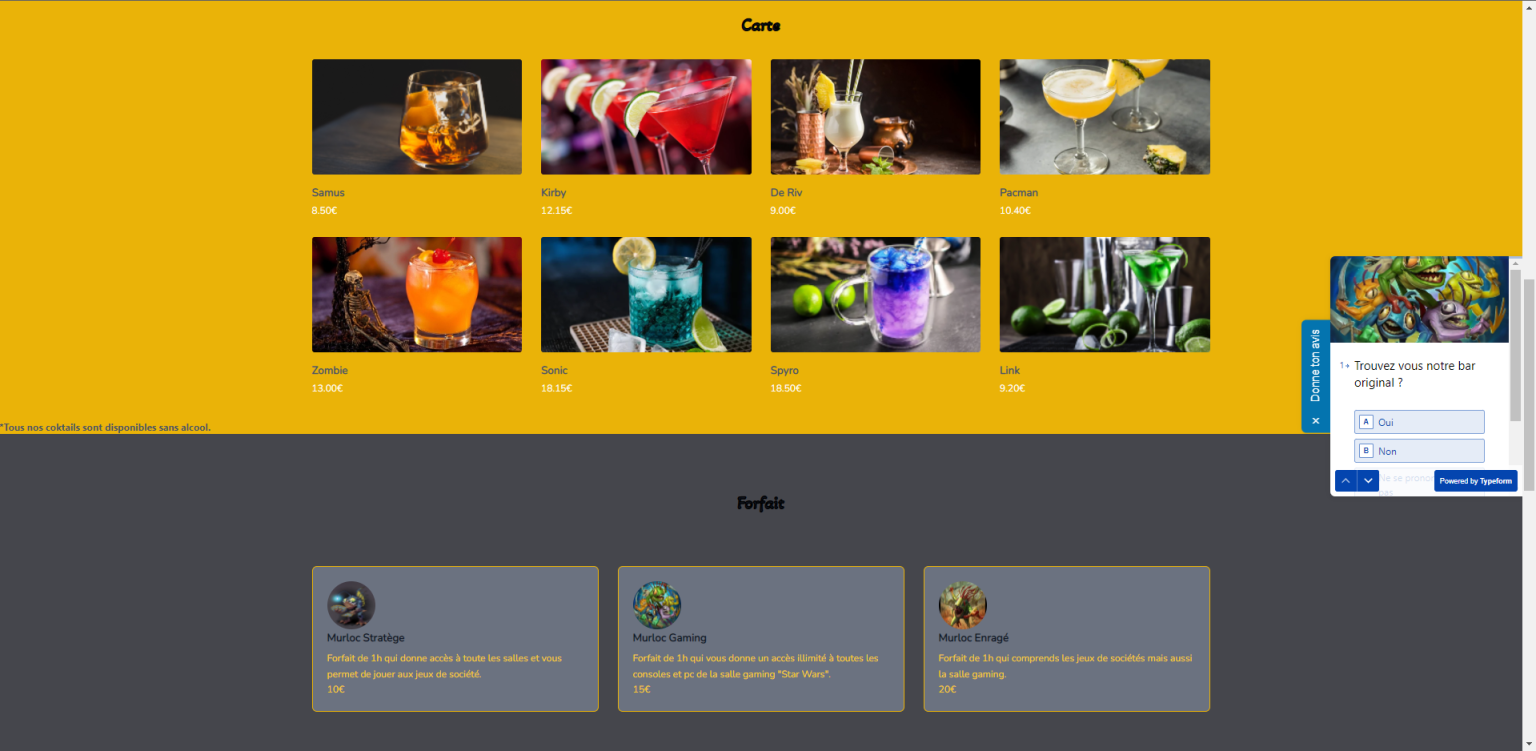 Carte
Samus
8.50€
Kirby
12.15€
De Riv
9.00€
Pacman
10.40€
Zombie
13.00€
Sonic
18.15€
Spyro
18.50€
Link
9.20€
*Tous nos coktails sont disponibles sans alcool.
Donne ton avis
×
1
Trouvez vous notre bar
original ?
A Oui
B Non
Ne se prono
pas
Powered by Typeform
Forfait
Murloc Stratège
Forfait de 1h qui donne accès à toute les salles et vous
permet de jouer aux jeux de société.
10€
Murloc Gaming
Forfait de 1h qui vous donne un accès illimité à toutes les
consoles et pc de la salle gaming "Star Wars".
15€
Murloc Enragé
Forfait de 1h qui comprends les jeux de sociétés mais aussi
la salle gaming.
20€